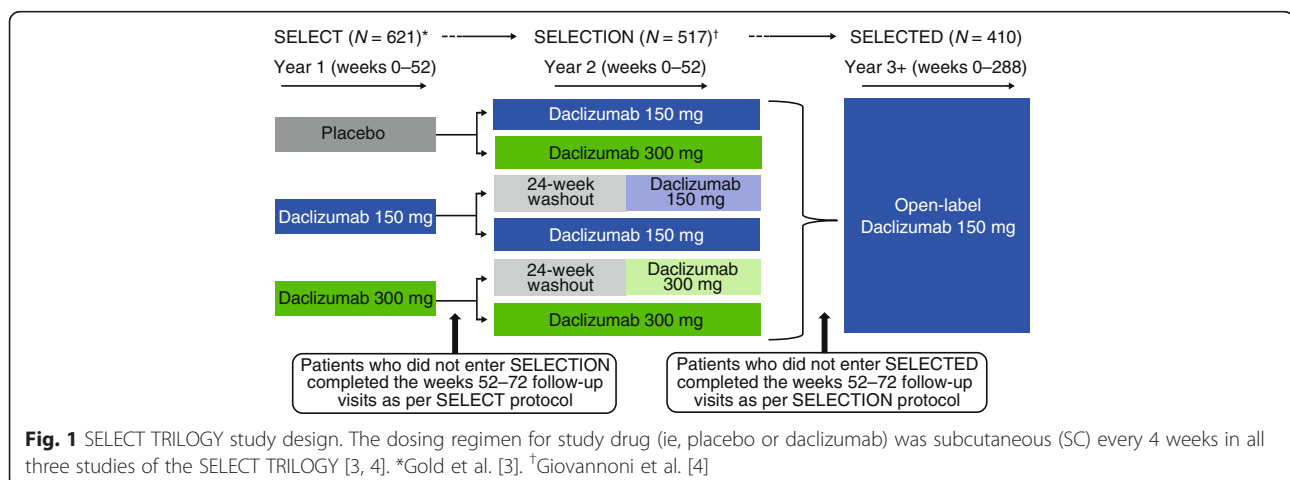 SELECT (N = 621)* SELECTION (N = 517)† SELECTED (N = 410)
Year 1 (weeks 0–52) Year 2 (weeks 0–52) Year 3+ (weeks 0–288)
Placebo
Daclizumab 150 mg
Daclizumab 300 mg
Daclizumab 150 mg
24-week
washout
Daclizumab
150 mg
Daclizumab 150 mg
Daclizumab 300 mg
24-week
washout
Daclizumab
300 mg
Daclizumab 300 mg
Open-label
Daclizumab 150 mg
Patients who did not enter SELECTION
completed the weeks 52–72 follow-up
visits as per SELECT protocol
Patients who did not enter SELECTED
completed the weeks 52–72 follow-up
visits as per SELECTION protocol
Fig. 1 SELECT TRILOGY study design. The dosing regimen for study drug (ie, placebo or daclizumab) was subcutaneous (SC) every 4 weeks in all
three studies of the SELECT TRILOGY [3, 4]. *Gold et al. [3]. †Giovannoni et al. [4]